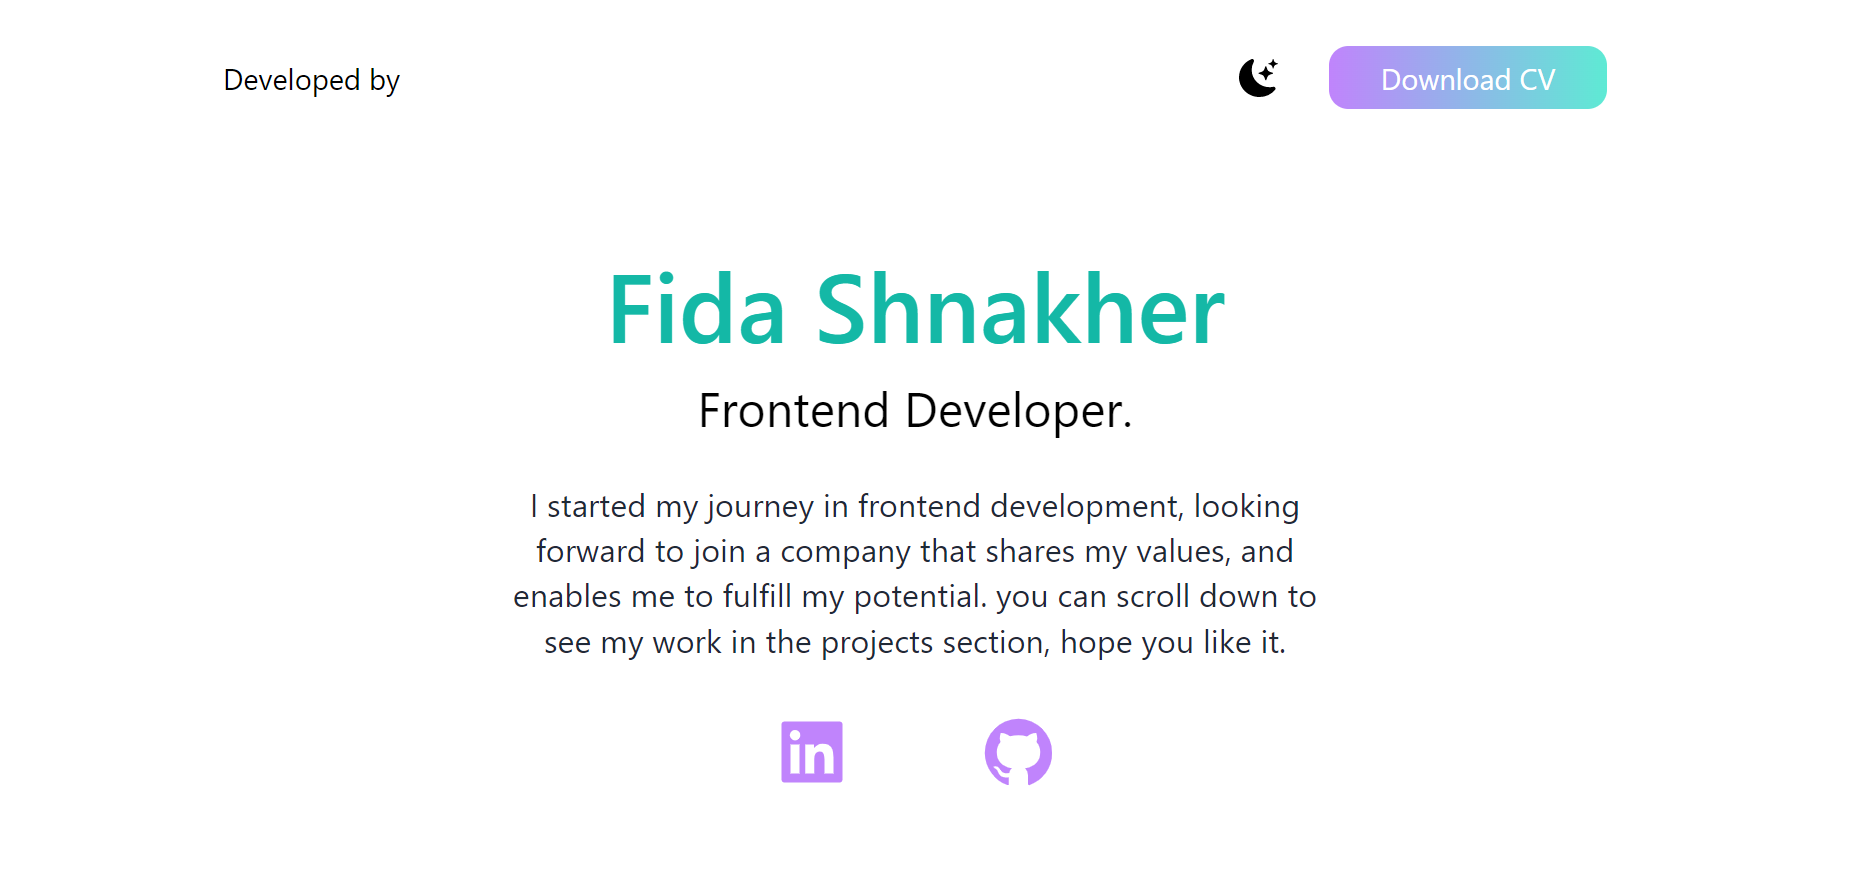 Developed by
Download CV
Fida Shnakher
Frontend Developer.
I started my journey in frontend development, looking
forward to join a company that shares my values, and
enables me to fulfill my potential. you can scroll down to
see my work in the projects section, hope you like it.
in